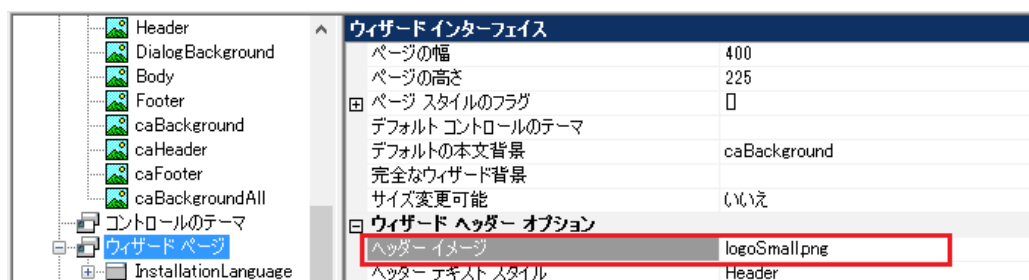 Header
DialogBackground
Body
Footer
caBackground
caHeader
caFooter
caBackgroundAll
コントロールのテーマ
ウィザード ページ
InstallationLanguage
ウィザード インターフェイス
ページの幅 400
ページの高さ 225
ページ スタイルのフラグ []
デフォルト コントロールのテーマ
デフォルトの本文背景 caBackground
完全なウィザード背景
サイズ変更可能 いいえ
ウィザード ヘッダー オプション
ヘッダー イメージ logoSmall.png
ヘッダー テキスト スタイル Header